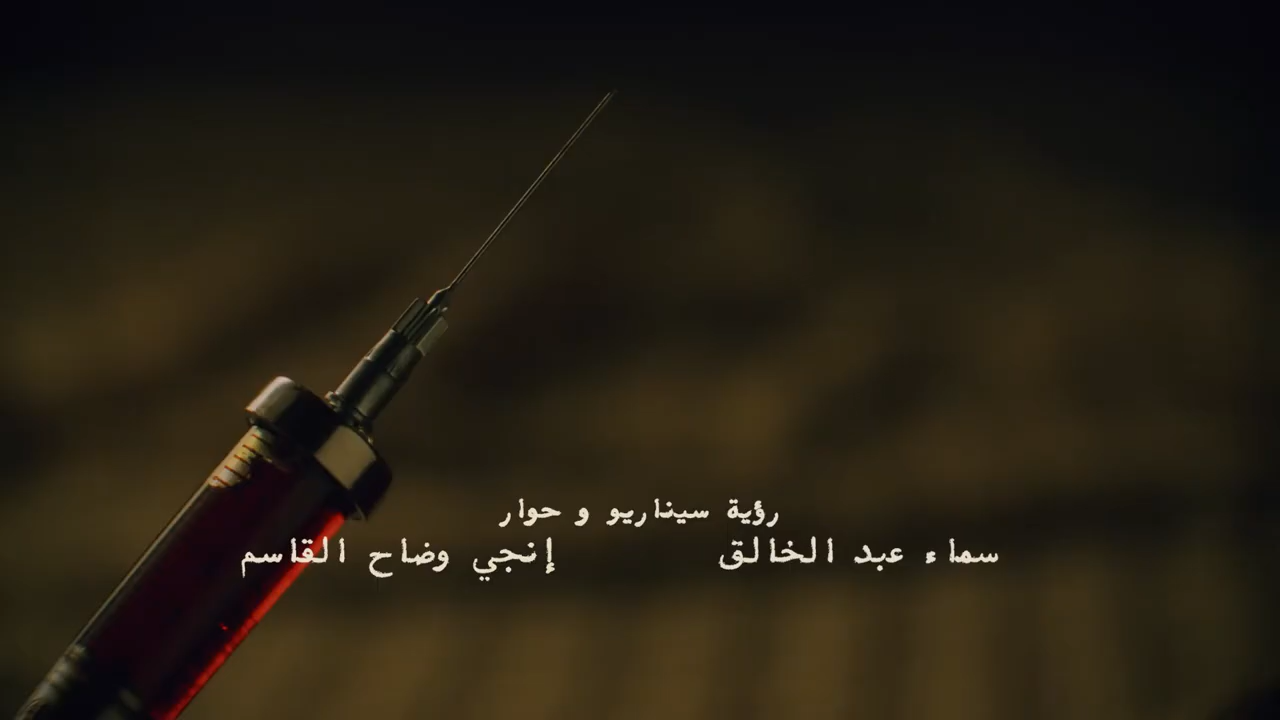 رؤية سيناريو و حوار
سماء عبد الخالق إنجي وضاح القاسم